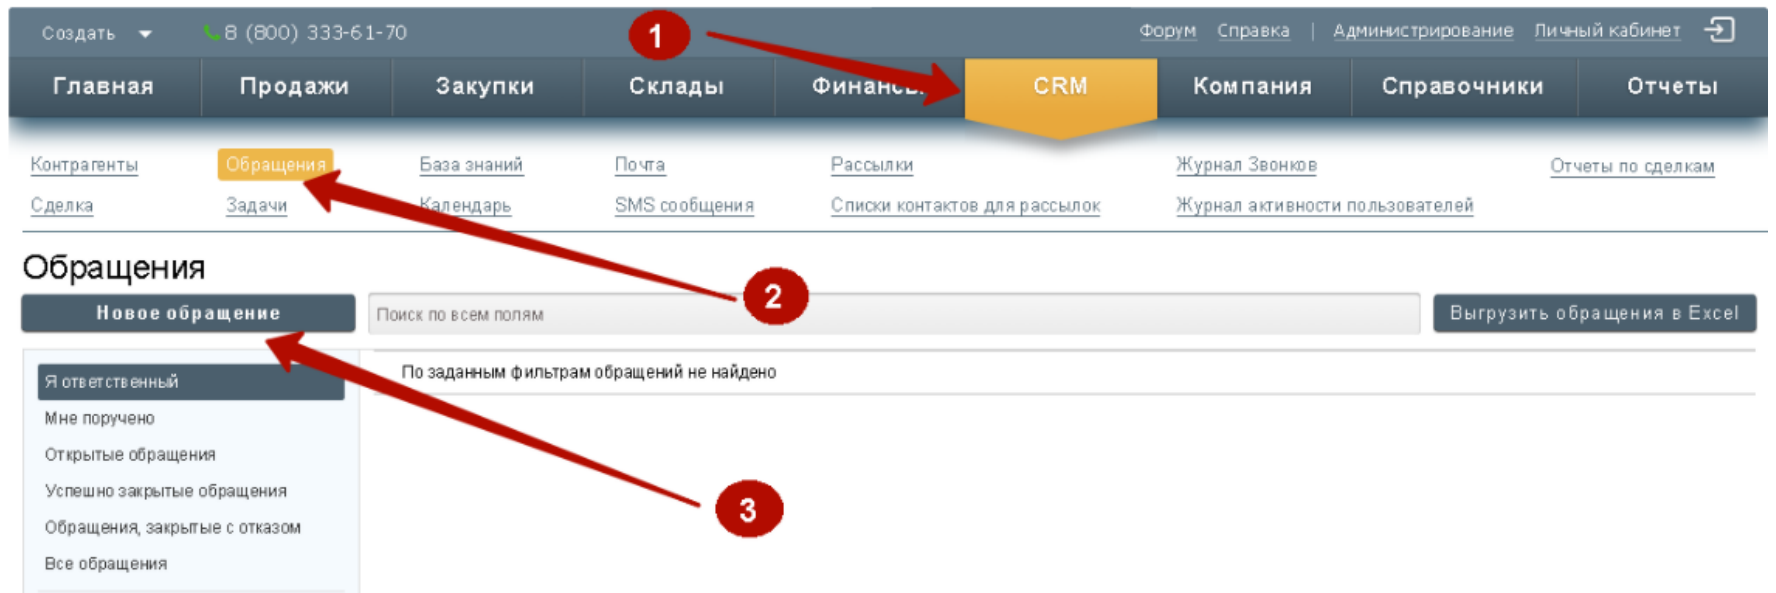 Создать 8 (800) 333-61-70 1 Форум Справка | Администрирование Личный кабинет
Главная Продажи Закупки Склады CRM Компания Справочники Отчеты
Контрагенты Обращения База знаний Почта Рассылки Журнал Звонков Отчеты по сделкам
Сделка Задачи Календарь SMS сообщения Списки контактов для рассылок Журнал активности пользователей
Обращения
2
Новое обращение Поиск по всем полям Выгрузить обращения в Excel
Я ответственный По заданным фильтрам обращений не найдено
Мне поручено
Открытые обращения
Успешно закрытые обращения
3
Обращения, закрытые с отказом
Все обращения